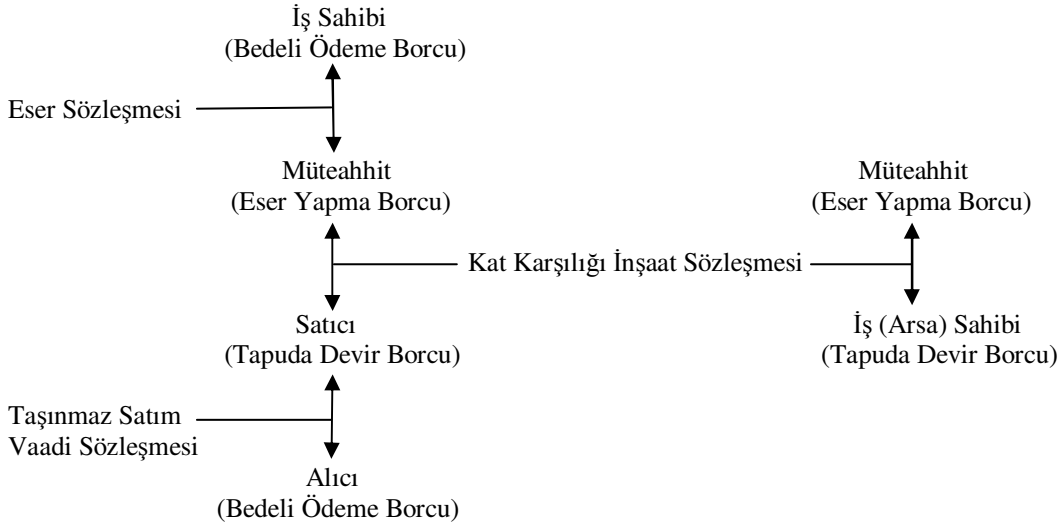 İş Sahibi
(Bedeli Ödeme Borcu)
Eser Sözleşmesi
Müteahhit
(Eser Yapma Borcu)
Müteahhit
(Eser Yapma Borcu)
Kat Karşılığı İnşaat Sözleşmesi
Satıcı
(Tapuda Devir Borcu)
İş (Arsa) Sahibi
(Tapuda Devir Borcu)
Taşınmaz Satım
Vaadi Sözleşmesi
Alıcı
(Bedeli Ödeme Borcu)